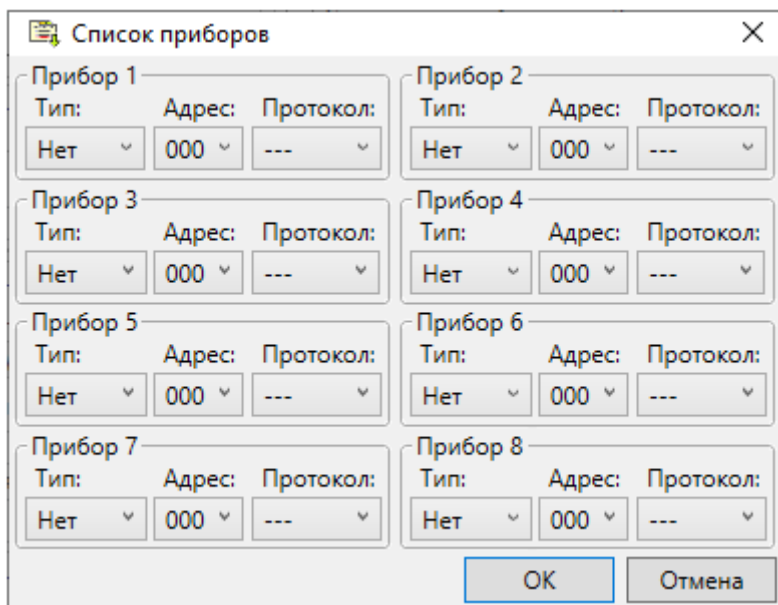 Список приборов
Прибор 1
Тип: Адрес: Протокол:
Нет 000 ---
Прибор 2
Тип: Адрес: Протокол:
Нет 000 ---
Прибор 3
Тип: Адрес: Протокол:
Нет 000 ---
Прибор 4
Тип: Адрес: Протокол:
Нет 000 ---
Прибор 5
Тип: Адрес: Протокол:
Нет 000 ---
Прибор 6
Тип: Адрес: Протокол:
Нет 000 ---
Прибор 7
Тип: Адрес: Протокол:
Нет 000 ---
Прибор 8
Тип: Адрес: Протокол:
Нет 000 ---
OK Отмена